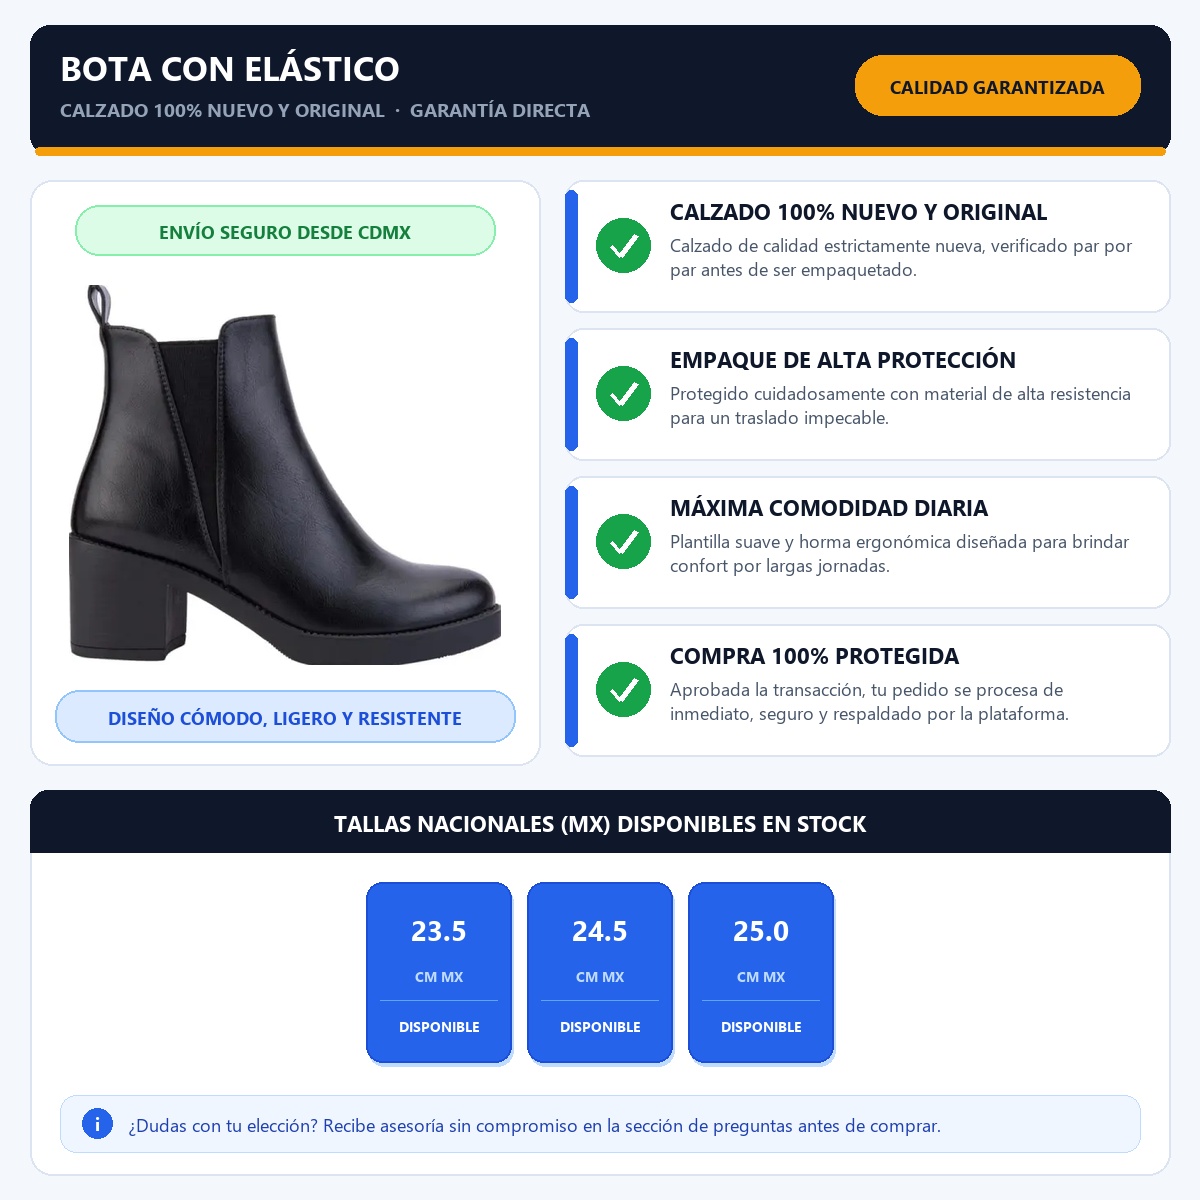 BOTA CON ELÁSTICO
CALZADO 100% NUEVO Y ORIGINAL · GARANTÍA DIRECTA
CALIDAD GARANTIZADA
ENVÍO SEGURO DESDE CDMX
DISEÑO CÓMODO, LIGERO Y RESISTENTE
CALZADO 100% NUEVO Y ORIGINAL
Calzado de calidad estrictamente nueva, verificado par por
par antes de ser empaquetado.
EMPAQUE DE ALTA PROTECCIÓN
Protegido cuidadosamente con material de alta resistencia
para un traslado impecable.
MÁXIMA COMODIDAD DIARIA
Plantilla suave y horma ergonómica diseñada para brindar
confort por largas jornadas.
COMPRA 100% PROTEGIDA
Aprobada la transacción, tu pedido se procesa de
inmediato, seguro y respaldado por la plataforma.
TALLAS NACIONALES (MX) DISPONIBLES EN STOCK
23.5
CM MX
DISPONIBLE
24.5
CM MX
DISPONIBLE
25.0
CM MX
DISPONIBLE
¿Dudas con tu elección? Recibe asesoría sin compromiso en la sección de preguntas antes de comprar.